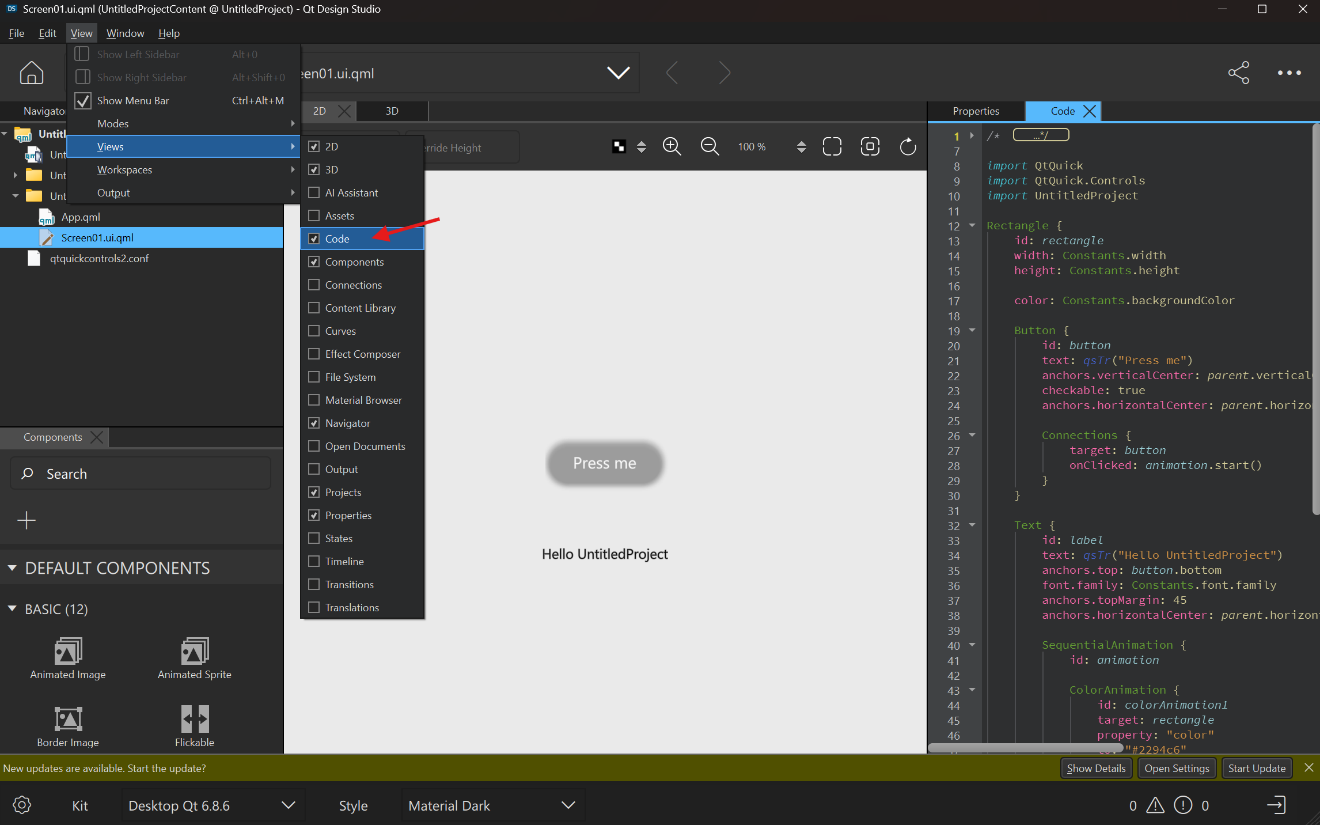 DS Screen01.ui.qml (UntitledProjectContent @ UntitledProject) - Qt Design Studio
File Edit View Window Help
een01.ui.qml
Show Left Sidebar Alt+0
Show Right Sidebar Alt+Shift+0
Show Menu Bar Ctrl+Alt+M
Modes
Views
Workspaces
Output
Navigato
Untitl
Unt
Unt
Unt
App.qml
Screen01.ui.qml
qtquickcontrols2.conf
2D 3D
erride Height
100 %
2D
3D
AI Assistant
Assets
Code
Components
Connections
Content Library
Curves
Effect Composer
File System
Material Browser
Navigator
Open Documents
Output
Projects
Properties
States
Timeline
Transitions
Translations
Components
Search
DEFAULT COMPONENTS
BASIC (12)
Animated Image Animated Sprite
Border Image Flickable
Press me
Hello UntitledProject
Properties Code
1 /* ...*/
7
8 import QtQuick
9 import QtQuick.Controls
10 import UntitledProject
11
12 Rectangle {
13 id: rectangle
14 width: Constants.width
15 height: Constants.height
16
17 color: Constants.backgroundColor
18
19 Button {
20 id: button
21 text: qsTr("Press me")
22 anchors.verticalCenter: parent.vertical
23 checkable: true
24 anchors.horizontalCenter: parent.horizo
25
26 Connections {
27 target: button
28 onClicked: animation.start()
29 }
30 }
31
32 Text {
33 id: label
34 text: qsTr("Hello UntitledProject")
35 anchors.top: button.bottom
36 font.family: Constants.font.family
37 anchors.topMargin: 45
38 anchors.horizontalCenter: parent.horizon
39
40 SequentialAnimation {
41 id: animation
42
43 ColorAnimation {
44 id: colorAnimation1
45 target: rectangle
46 property: "color"
"#2294c6"
New updates are available. Start the update? Show Details Open Settings Start Update
Kit Desktop Qt 6.8.6 Style Material Dark 0 0